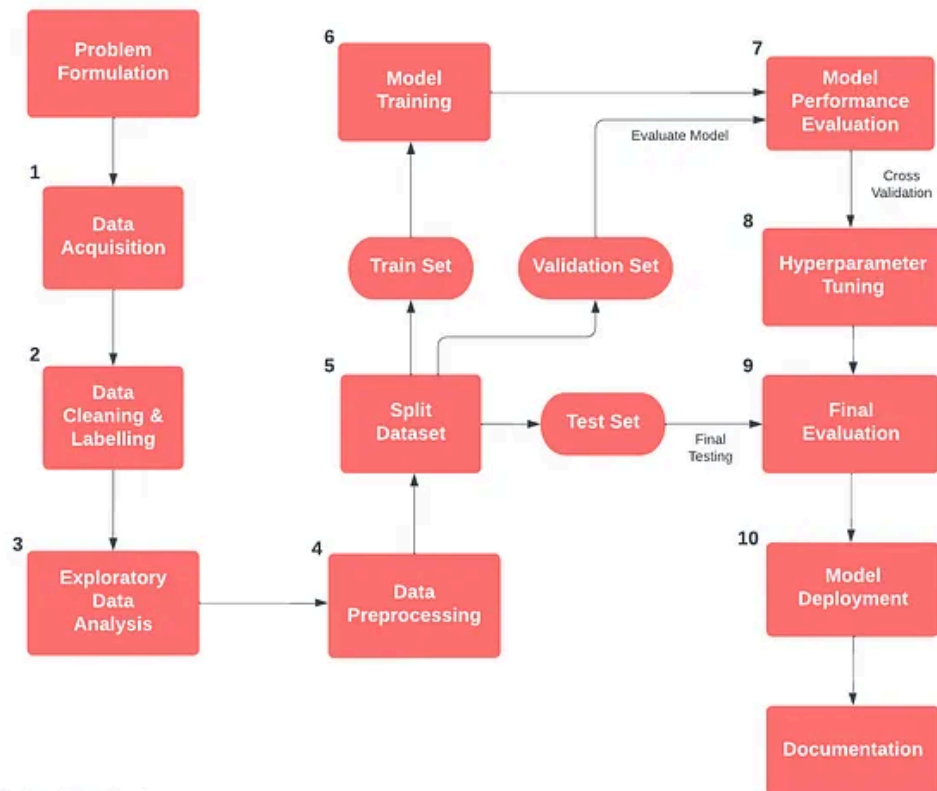 Problem
Formulation
1
Data
Acquisition
2
Data
Cleaning &
Labelling
3
Exploratory
Data
Analysis
4
Data
Preprocessing
5
Split
Dataset
Train Set
Validation Set
Test Set
6
Model
Training
Evaluate Model
7
Model
Performance
Evaluation
Cross
Validation
8
Hyperparameter
Tuning
Final
Testing
9
Final
Evaluation
10
Model
Deployment
Documentation